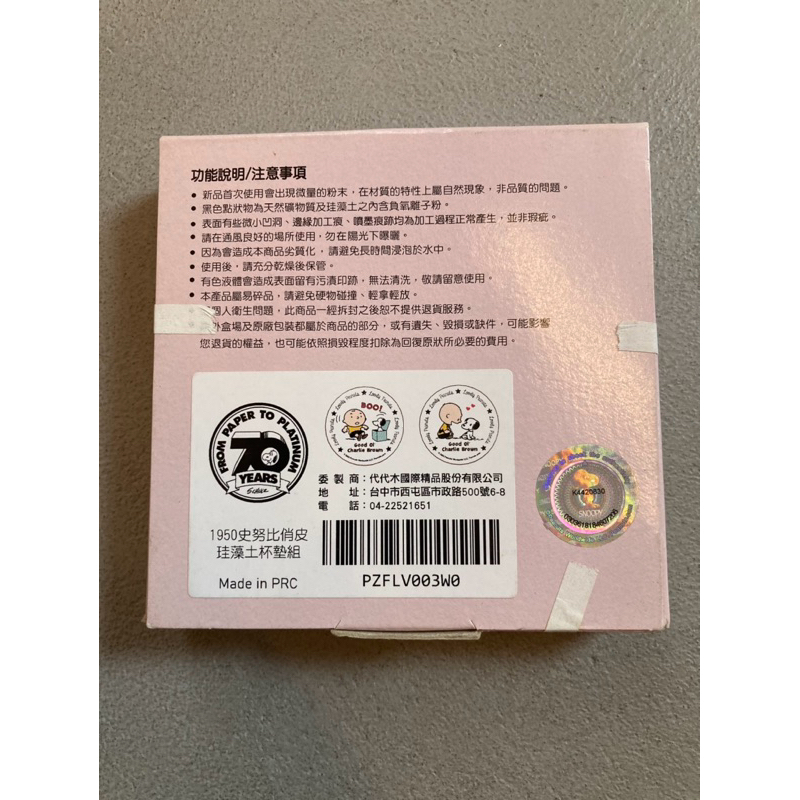 功能說明/注意事項
• 新品首次使用會出現微量的粉末，在材質的特性上屬自然現象，非品質的問題。
• 黑色點狀物為天然礦物質及珪藻土之內含負氧離子粉。
• 表面有些微小凹洞、邊緣加工痕、噴墨痕跡均為加工過程正常產生，並非瑕疵。
• 請在通風良好的場所使用，勿在陽光下曝曬。
• 因為會造成本商品劣質化，請避免長時間浸泡於水中。
• 使用後，請充分乾燥後保管。
• 有色液體會造成表面留有污漬印跡，無法清洗，敬請留意使用。
• 本產品屬易碎品，請避免硬物碰撞、輕拿輕放。
個人衛生問題，此商品一經拆封之後恕不提供退貨服務。
外盒場及原廠包裝都屬於商品的部分，或有遺失、毀損或缺件，可能影響
您退貨的權益，也可能依照損毀程度扣除為回復原狀所必要的費用。
FROM PAPER TO PLATINUM
70
YEARS
Lovely Friends
BOO!
Good Ol'
Charlie Brown
Lovely Friends
Good Ol'
Charlie Brown
委製商：代代木國際精品股份有限公司
地　址：台中市西屯區市政路500號6-8
電　話：04-22521651
1950史努比俏皮
珪藻土杯墊組
Made in PRC
PZFLV003W0
K4420830
SNOOPY